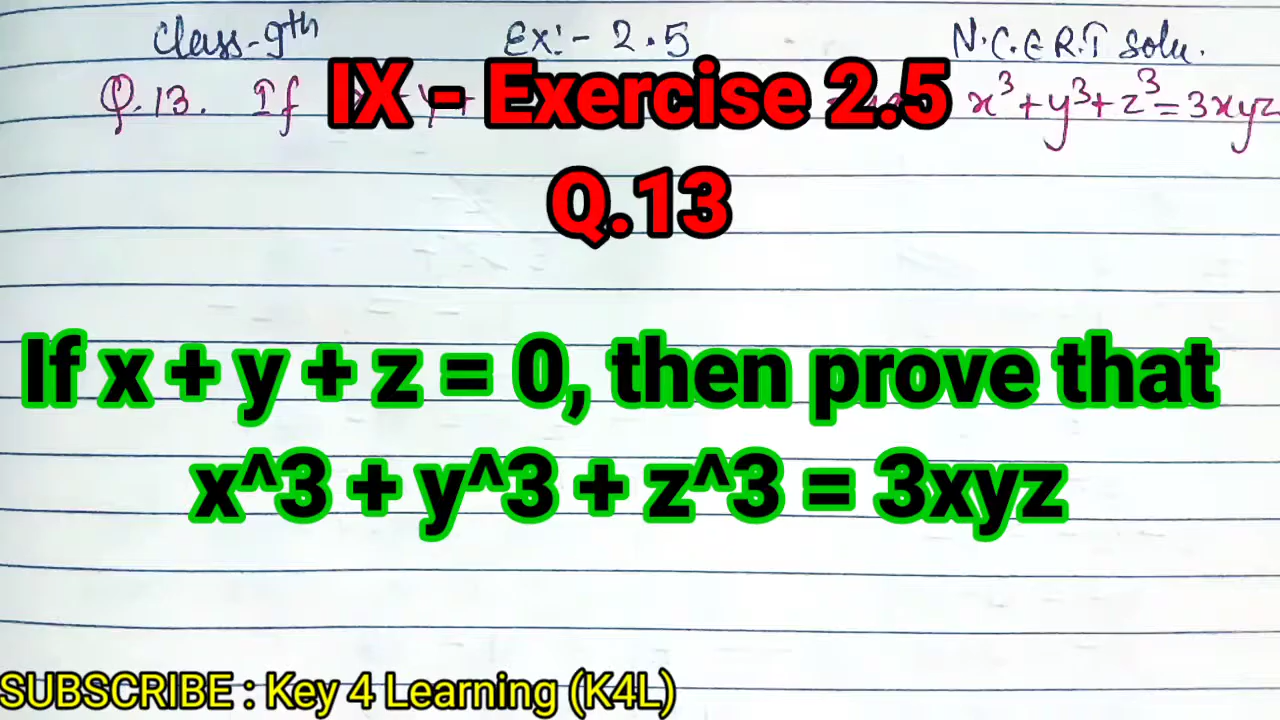 Class-9th Ex:- 2.5 N.C.E.R.T Solu.
Q.13. If x³+y³+z³=3xyz
IX - Exercise 2.5
Q.13
If x + y + z = 0, then prove that
x^3 + y^3 + z^3 = 3xyz
SUBSCRIBE : Key 4 Learning (K4L)